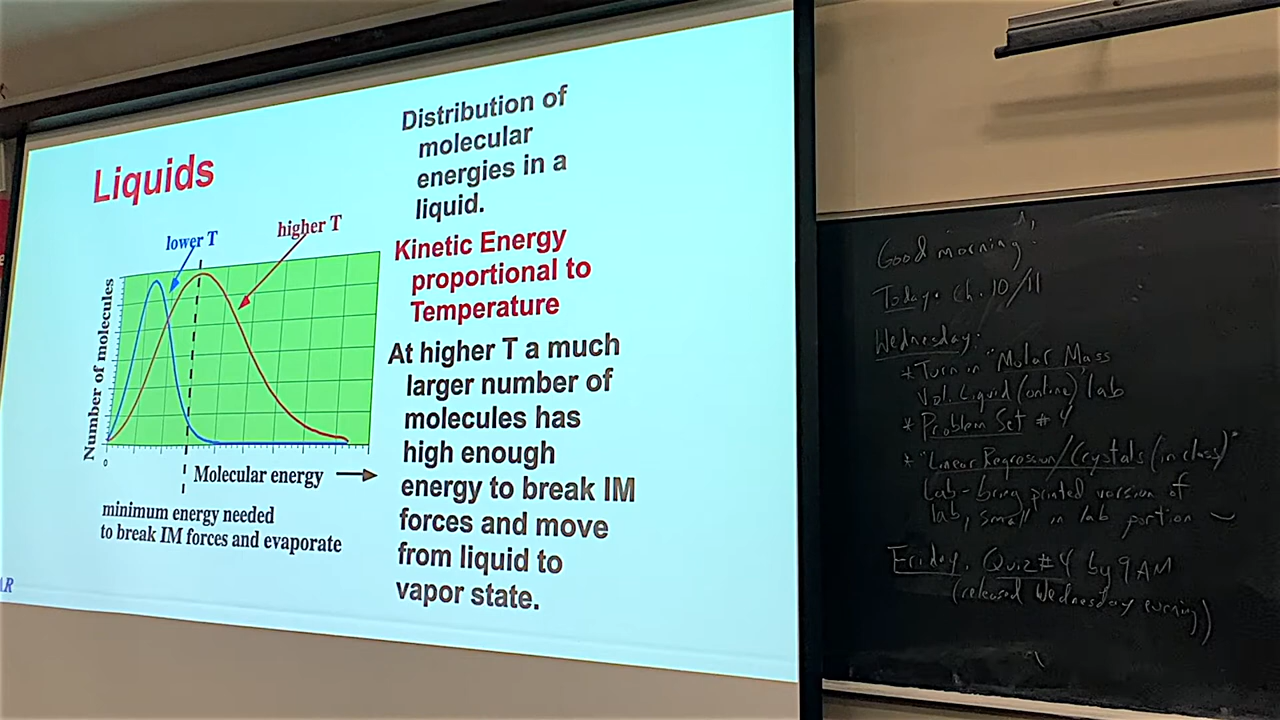 Liquids
lower T
higher T
Number of molecules
0
Molecular energy
minimum energy needed
to break IM forces and evaporate
AR
Distribution of
molecular
energies in a
liquid.
Kinetic Energy
proportional to
Temperature
At higher T a much
larger number of
molecules has
high enough
energy to break IM
forces and move
from liquid to
vapor state.
Good morning!
Today: Ch. 10/11
Wednesday:
*Turn in "Molar Mass
Vol. Liquid (online) lab
* Problem Set #4
* "Linear Regression/Crystals (in class)"
Lab - bring printed version of
lab, small in lab portion
Friday. Quiz #4 by 9AM
(released Wednesday evening)